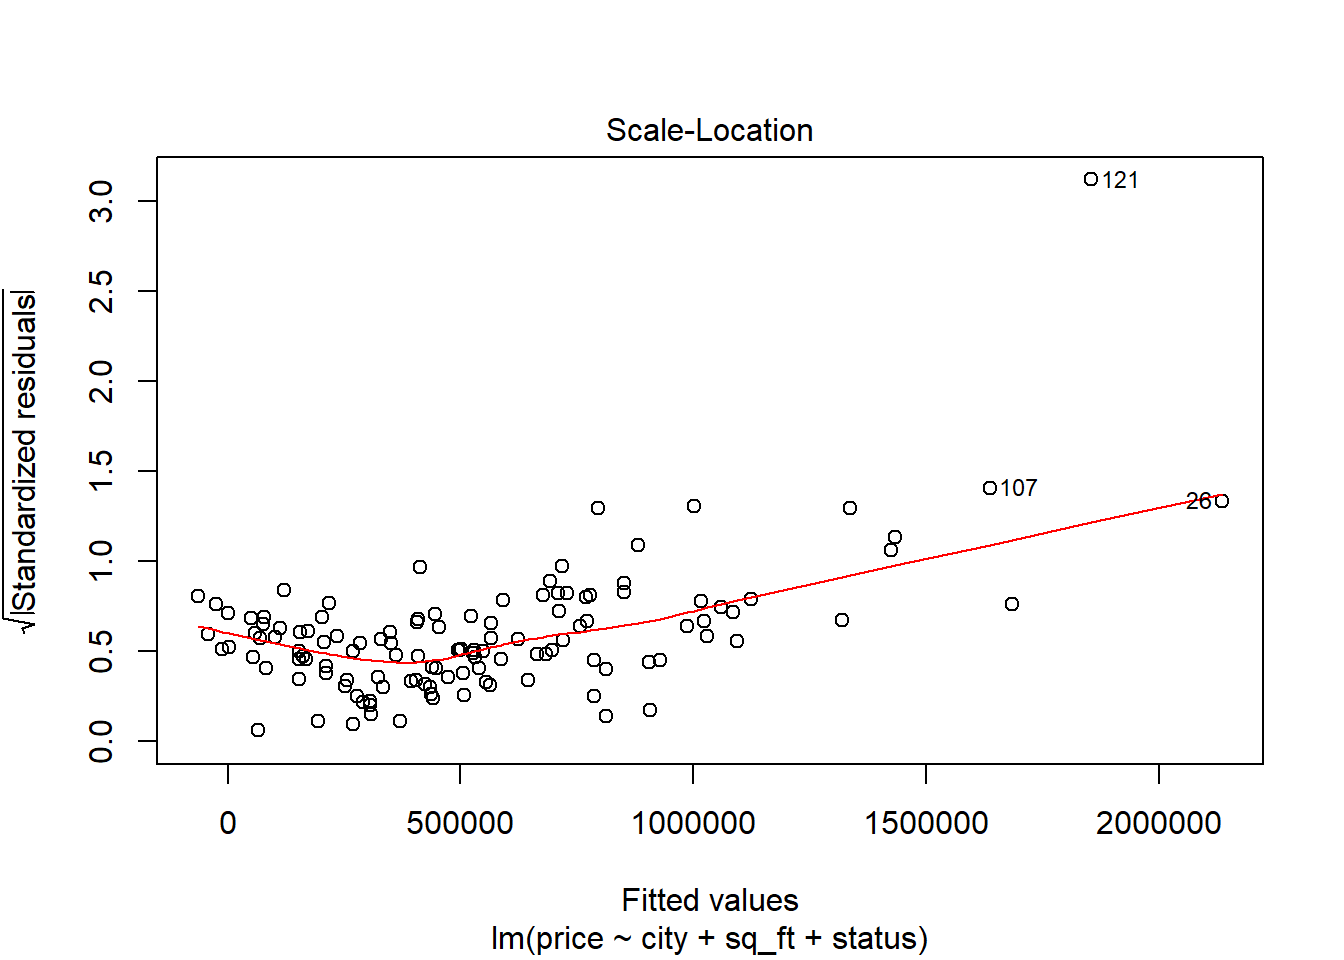 Scale-Location
√|Standardized residuals|
3.0
2.5
2.0
1.5
1.0
0.5
0.0
121
107
26
0 500000 1000000 1500000 2000000
Fitted values
lm(price ~ city + sq_ft + status)